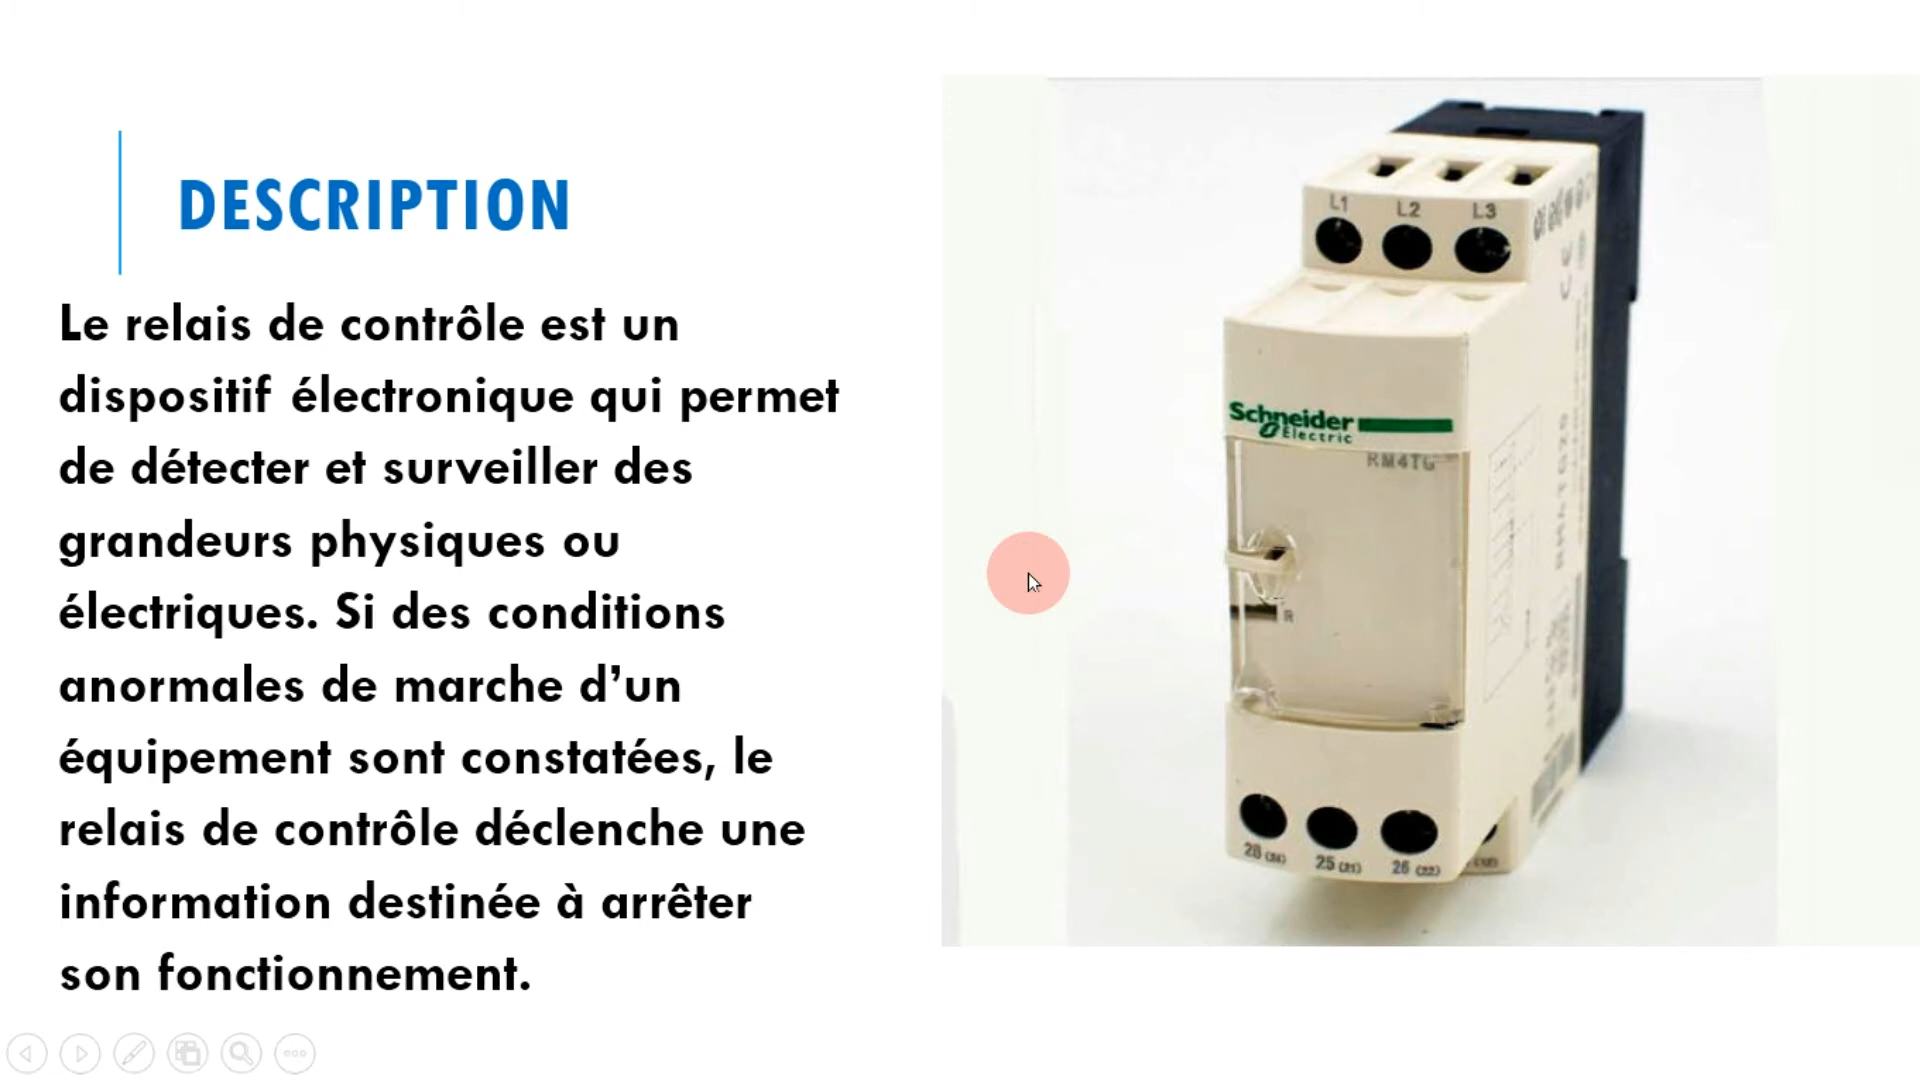 DESCRIPTION
Le relais de contrôle est un
dispositif électronique qui permet
de détecter et surveiller des
grandeurs physiques ou
électriques. Si des conditions
anormales de marche d’un
équipement sont constatées, le
relais de contrôle déclenche une
information destinée à arrêter
son fonctionnement.
L1 L2 L3
Schneider
Electric
RM4TG
R
25 (21) 26 (22)